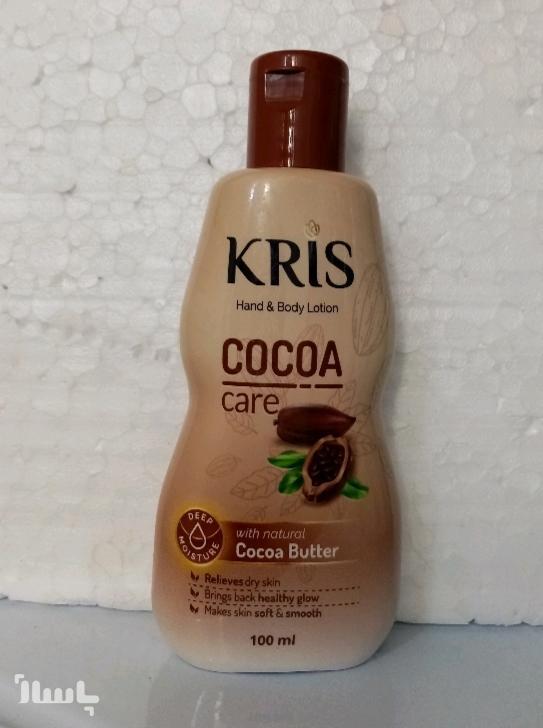 KRIS
Hand & Body Lotion
COCOA
care
DEEP
MOISTURE
with natural
Cocoa Butter
Relieves dry skin
Brings back healthy glow
Makes skin soft & smooth
100 ml
باسلام